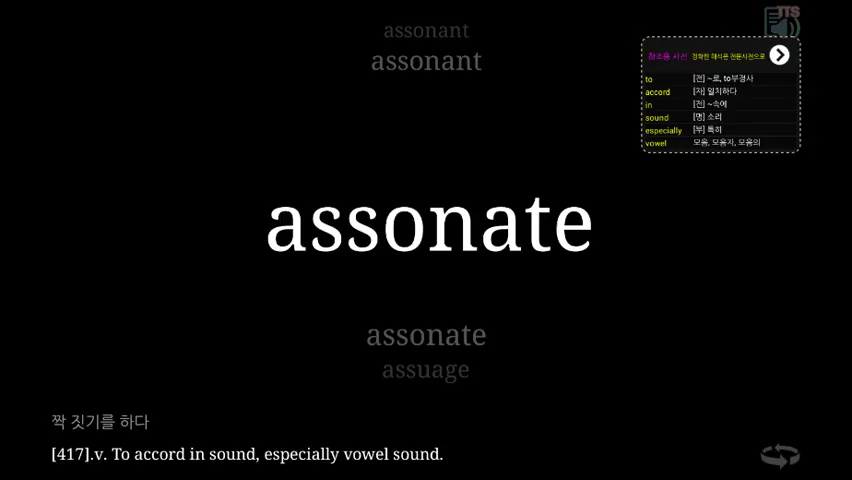 assonant
TTS
assonant
참조용 사전 정확한 해석은 전문사전으로
to [전] ~로, to부정사
accord [자] 일치하다
in [전] ~속에
sound [명] 소리
especially [부] 특히
vowel 모음, 모음자, 모음의
assonate
assonate
assuage
짝 짓기를 하다
[417].v. To accord in sound, especially vowel sound.